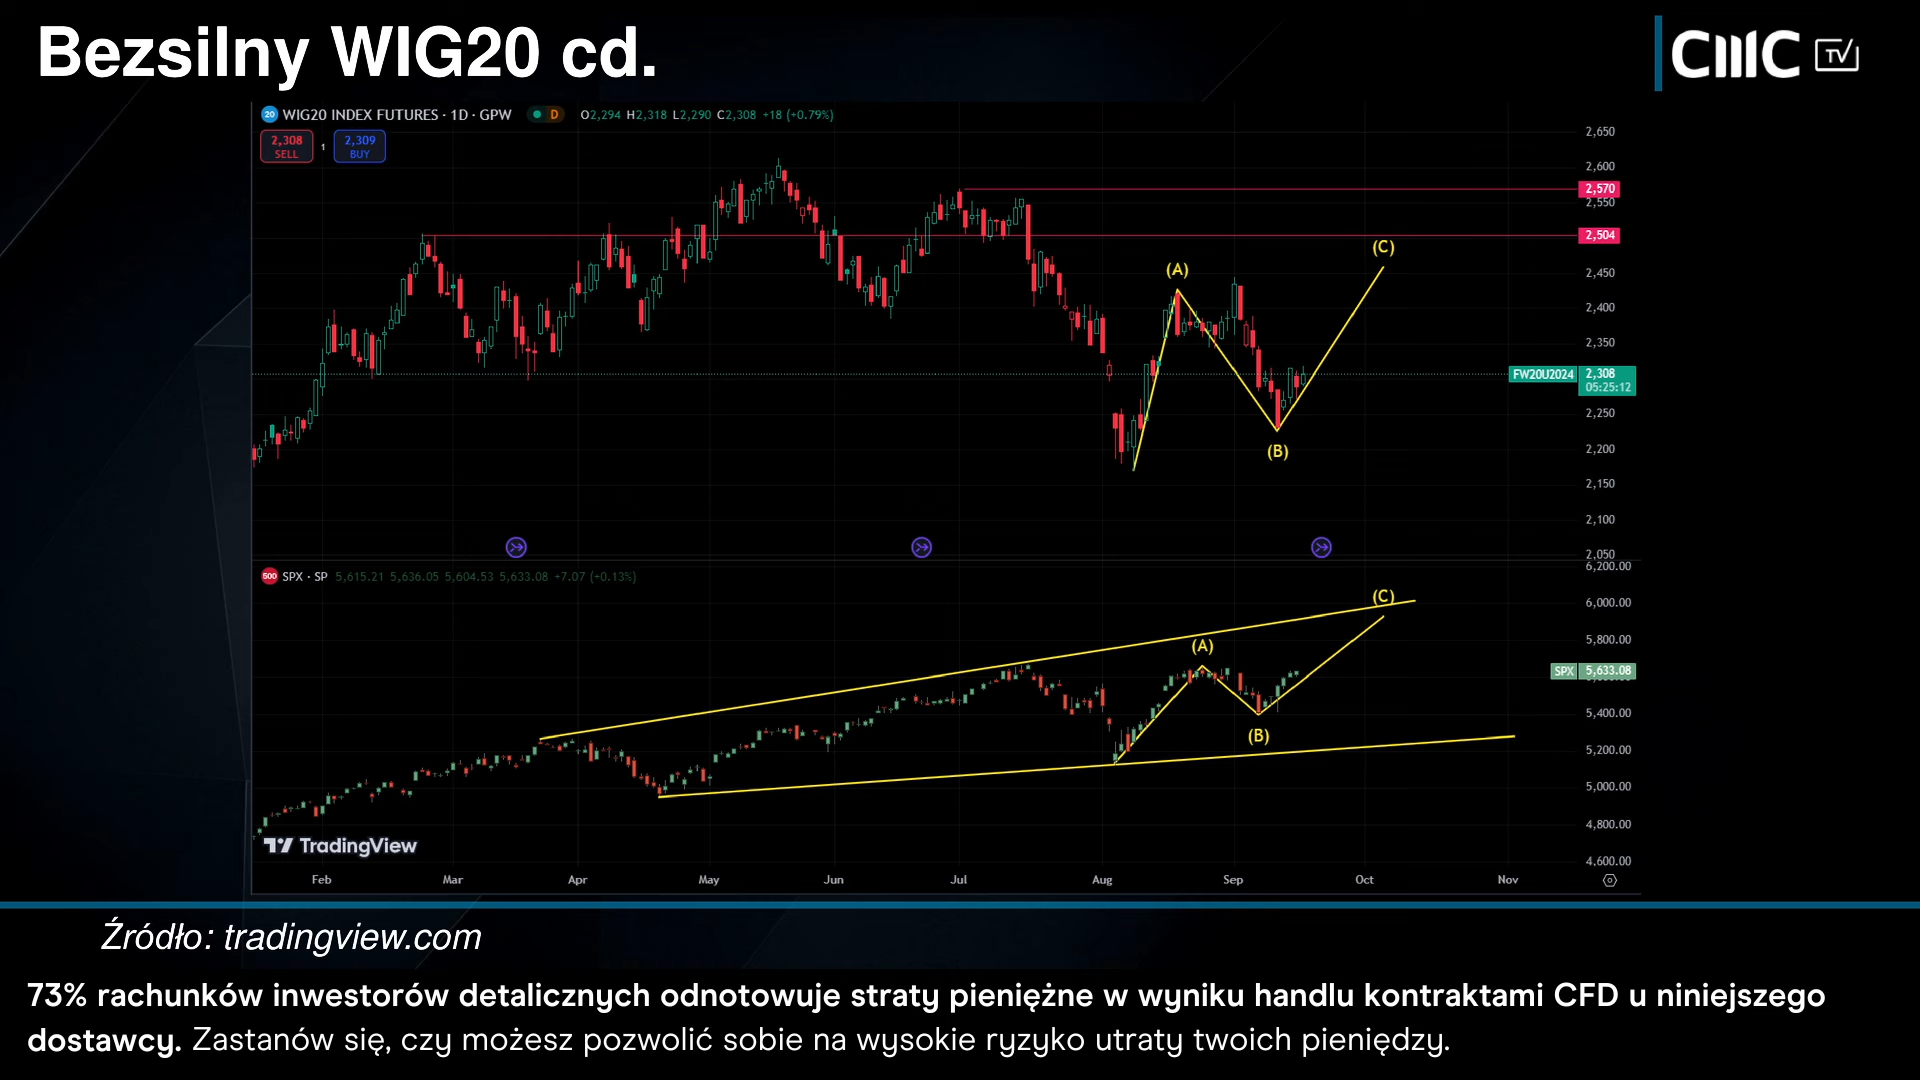 Bezsilny WIG20 cd.
CMC TV
20 WIG20 INDEX FUTURES · 1D · GPW D O2,294 H2,318 L2,290 C2,308 +18 (+0.79%)
2,308 SELL 1 2,309 BUY
2,650
2,600
2,570
2,550
2,504
(C)
(A)
2,450
2,400
2,350
FW20U2024 2,308
05:25:12
2,250
(B)
2,200
2,150
2,100
2,050
6,200.00
500 SPX · SP 5,615.21 5,636.05 5,604.53 5,633.08 +7.07 (+0.13%)
(C)
6,000.00
(A)
5,800.00
SPX 5,633.08
5,400.00
(B)
5,200.00
5,000.00
4,800.00
TradingView
4,600.00
Feb Mar Apr May Jun Jul Aug Sep Oct Nov
Źródło: tradingview.com
73% rachunków inwestorów detalicznych odnotowuje straty pieniężne w wyniku handlu kontraktami CFD u niniejszego
dostawcy. Zastanów się, czy możesz pozwolić sobie na wysokie ryzyko utraty twoich pieniędzy.